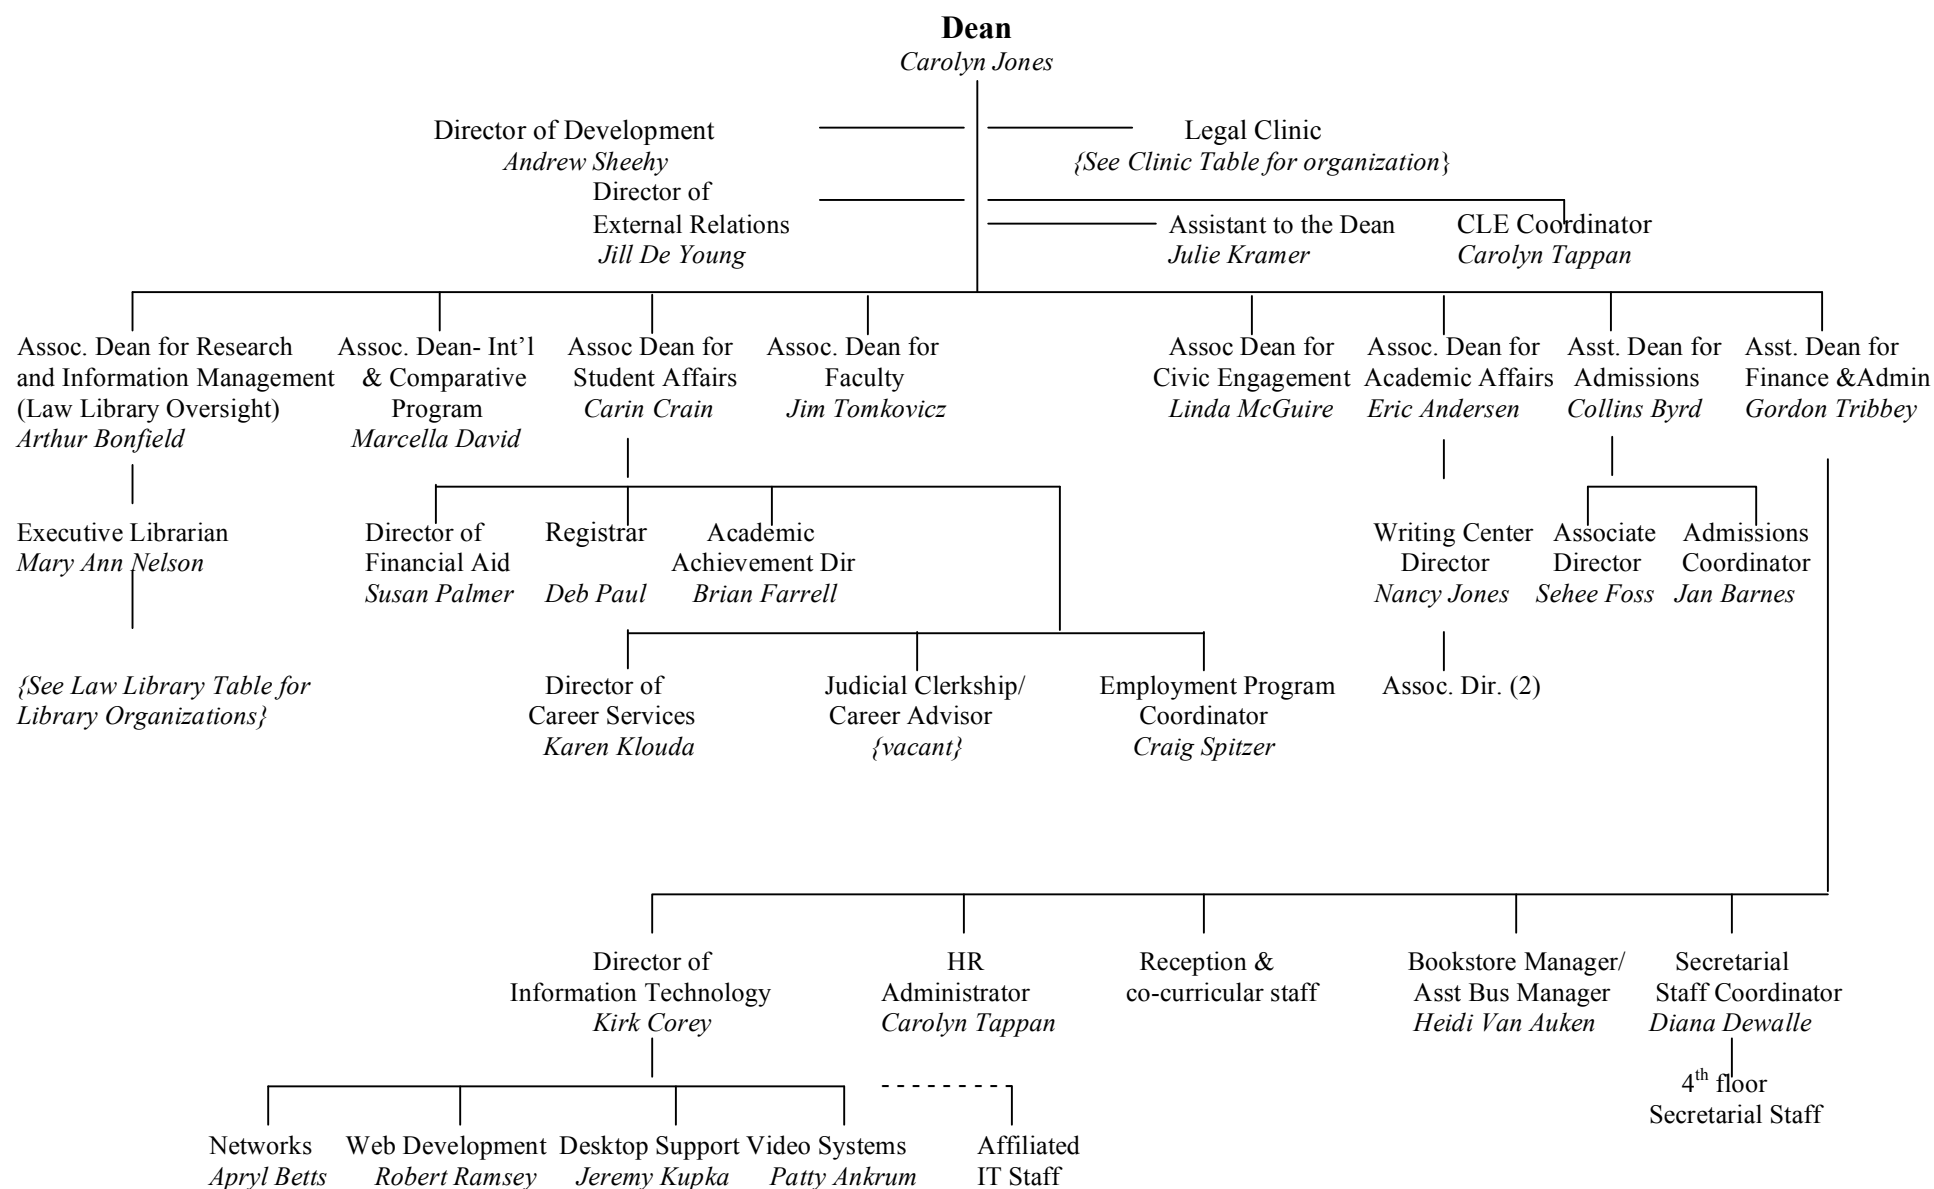 Dean
Carolyn Jones
Director of Development
Andrew Sheehy
Legal Clinic
{See Clinic Table for organization}
Director of
External Relations
Jill De Young
Assistant to the Dean
Julie Kramer
CLE Coordinator
Carolyn Tappan
Assoc. Dean for Research
and Information Management
(Law Library Oversight)
Arthur Bonfield
Assoc. Dean- Int’l
& Comparative
Program
Marcella David
Assoc Dean for
Student Affairs
Carin Crain
Assoc. Dean for
Faculty
Jim Tomkovicz
Assoc Dean for
Civic Engagement
Linda McGuire
Assoc. Dean for
Academic Affairs
Eric Andersen
Asst. Dean for
Admissions
Collins Byrd
Asst. Dean for
Finance &Admin
Gordon Tribbey
Executive Librarian
Mary Ann Nelson
Director of
Financial Aid
Susan Palmer
Registrar
Deb Paul
Academic
Achievement Dir
Brian Farrell
Writing Center
Director
Nancy Jones
Associate
Director
Sehee Foss
Admissions
Coordinator
Jan Barnes
{See Law Library Table for
Library Organizations}
Director of
Career Services
Karen Klouda
Judicial Clerkship/
Career Advisor
{vacant}
Employment Program
Coordinator
Craig Spitzer
Assoc. Dir. (2)
Director of
Information Technology
Kirk Corey
HR
Administrator
Carolyn Tappan
Reception &
co-curricular staff
Bookstore Manager/
Asst Bus Manager
Heidi Van Auken
Secretarial
Staff Coordinator
Diana Dewalle
4th floor
Secretarial Staff
Networks
Apryl Betts
Web Development
Robert Ramsey
Desktop Support
Jeremy Kupka
Video Systems
Patty Ankrum
Affiliated
IT Staff